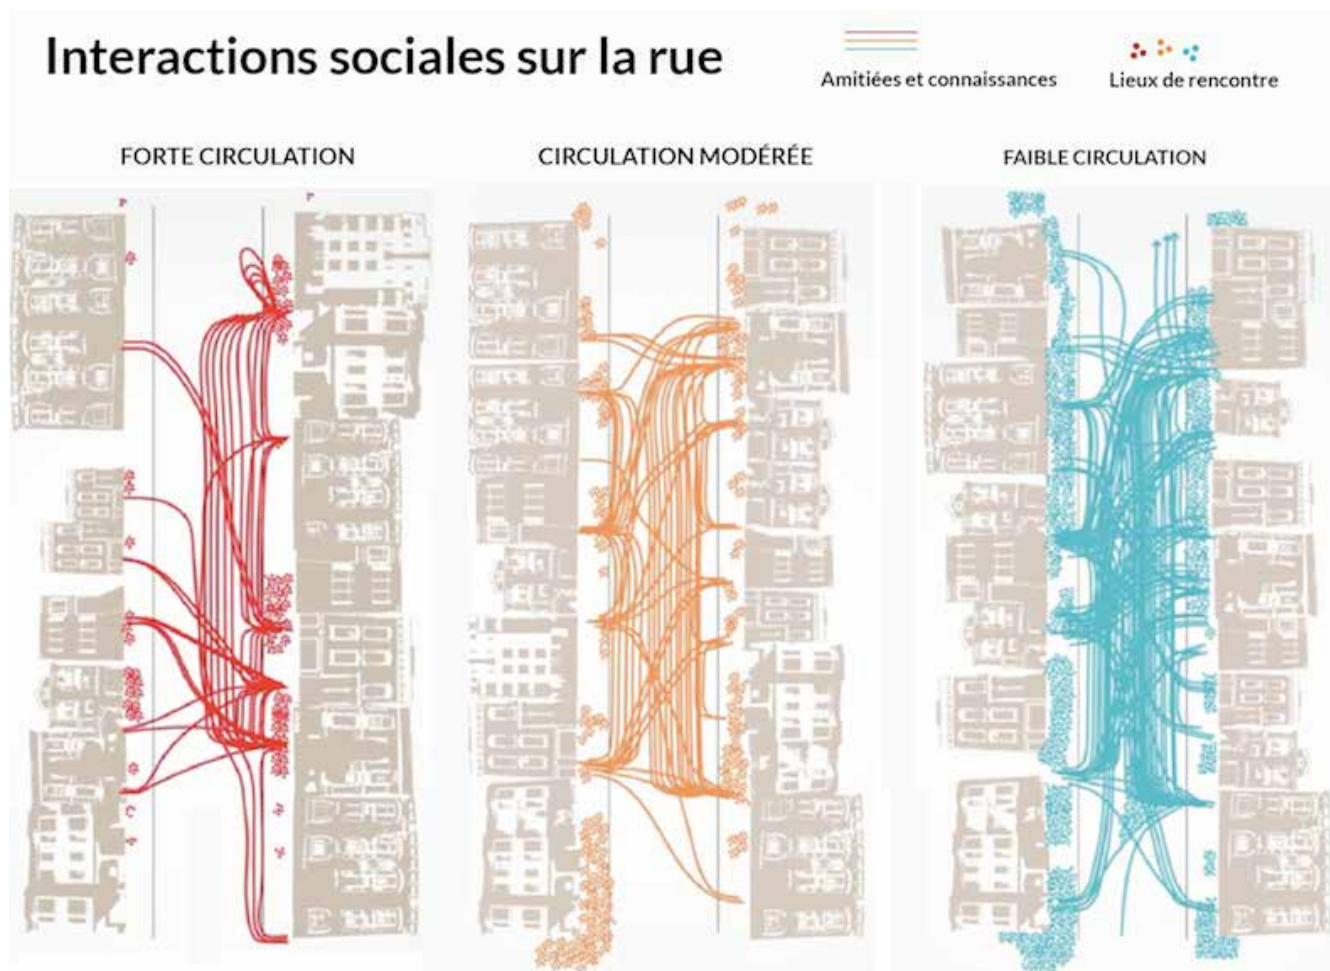 Interactions sociales sur la rue
Amitiées et connaissances
Lieux de rencontre
FORTE CIRCULATION
CIRCULATION MODÉRÉE
FAIBLE CIRCULATION